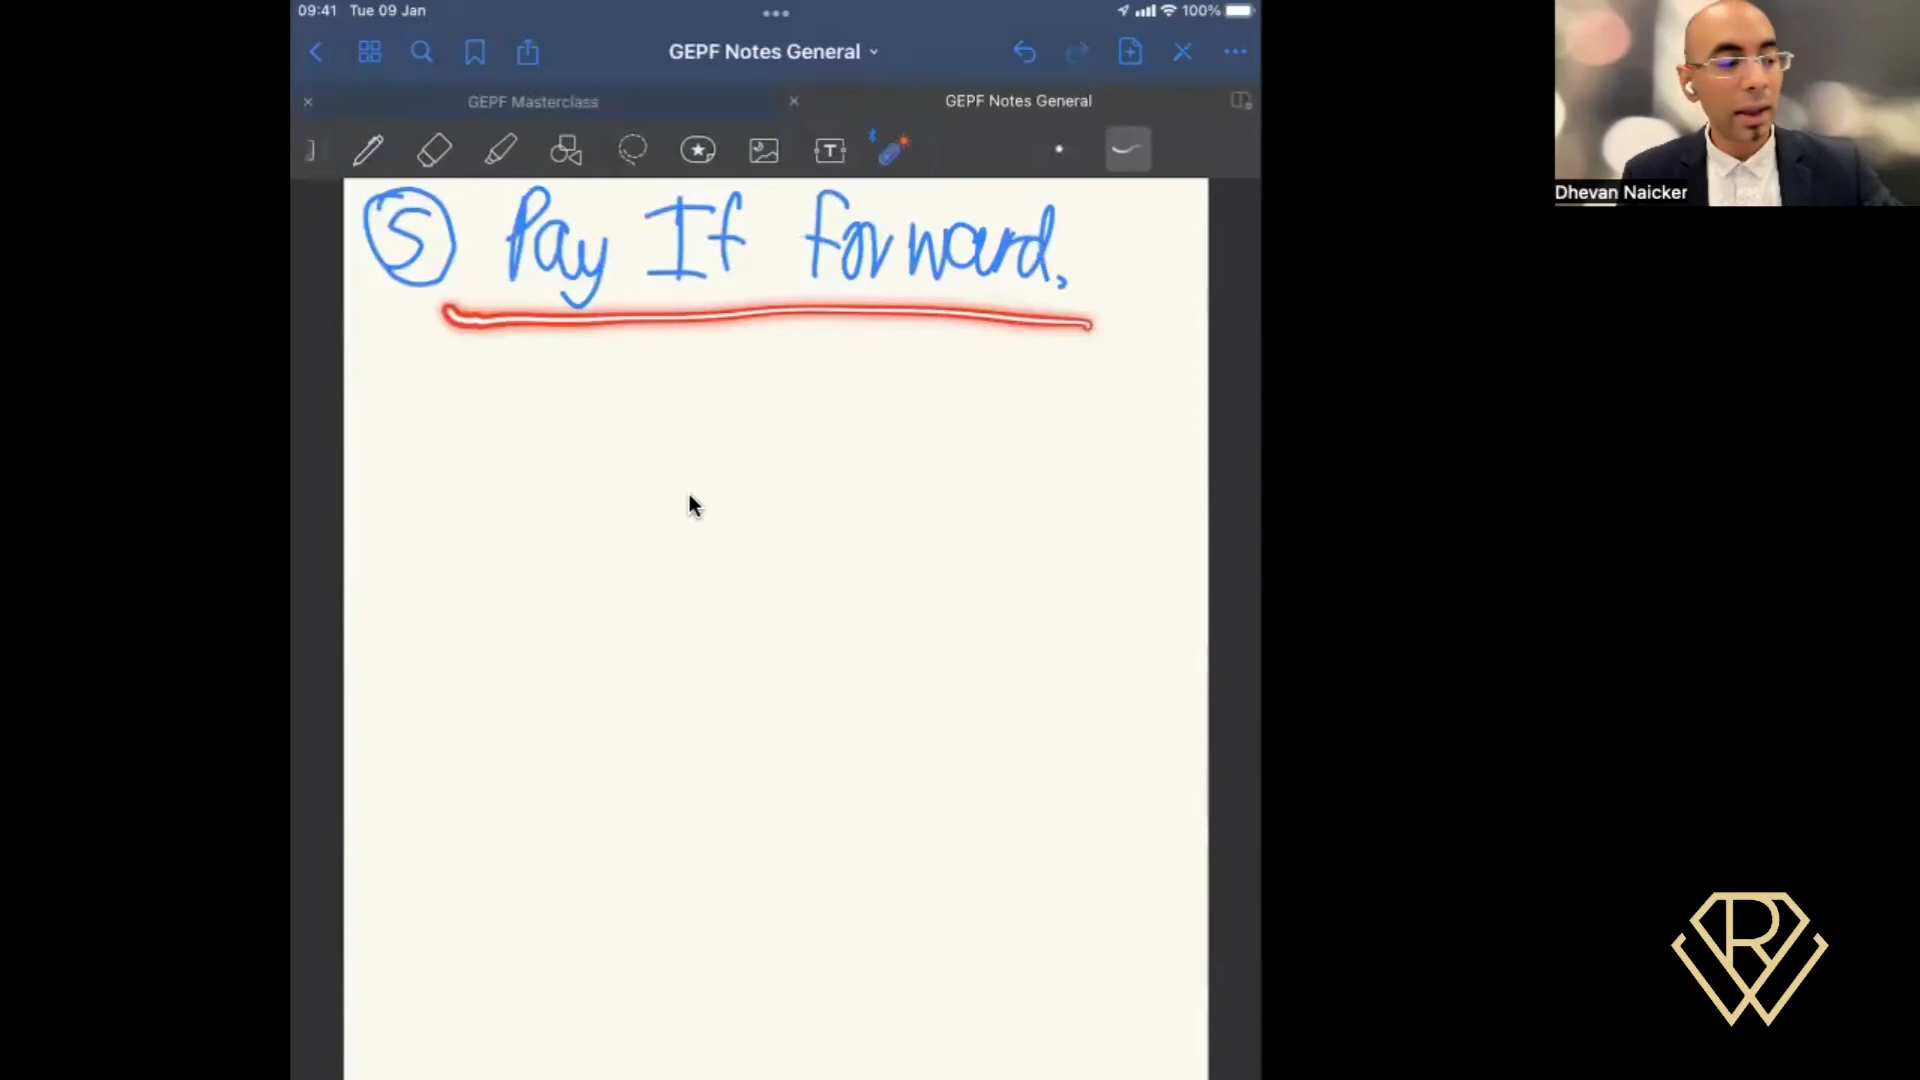 09:41 Tue 09 Jan
100%
GEPF Notes General
GEPF Masterclass
GEPF Notes General
T
5 Pay It forward.
Dhevan Naicker
RW